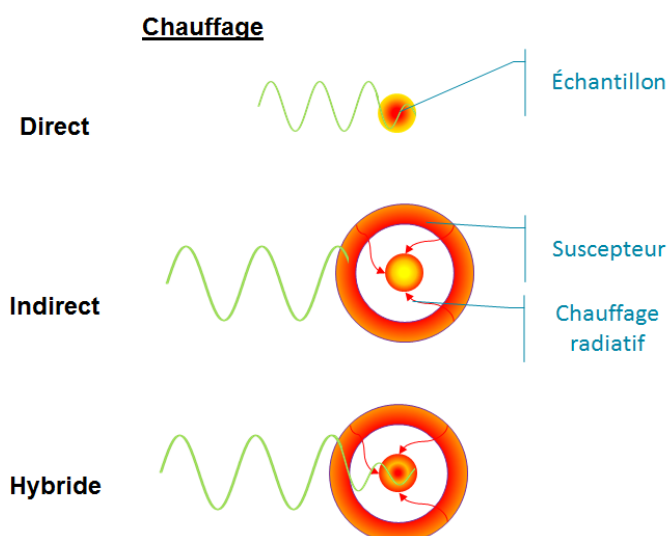 Chauffage
Échantillon
Direct
Suscepteur
Indirect
Chauffage
radiatif
Hybride